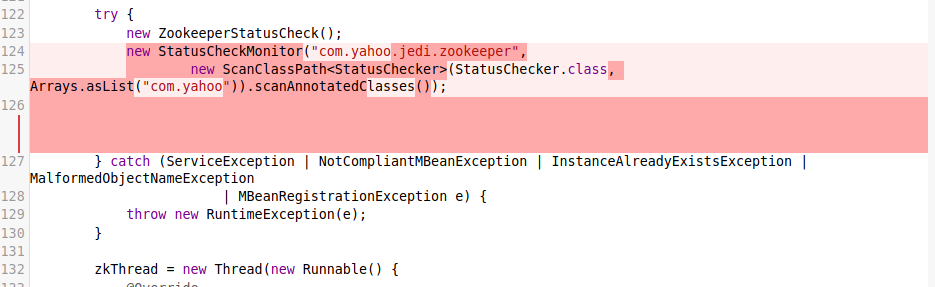 122 try {
123 new ZookeeperStatusCheck();
124 new StatusCheckMonitor("com.yahoo.jedi.zookeeper",
125 new ScanClassPath<StatusChecker>(StatusChecker.class,
Arrays.asList("com.yahoo")).scanAnnotatedClasses());
126
127 } catch (ServiceException | NotCompliantMBeanException | InstanceAlreadyExistsException |
MalformedObjectNameException
128 | MBeanRegistrationException e) {
129 throw new RuntimeException(e);
130 }
131
132 zkThread = new Thread(new Runnable() {